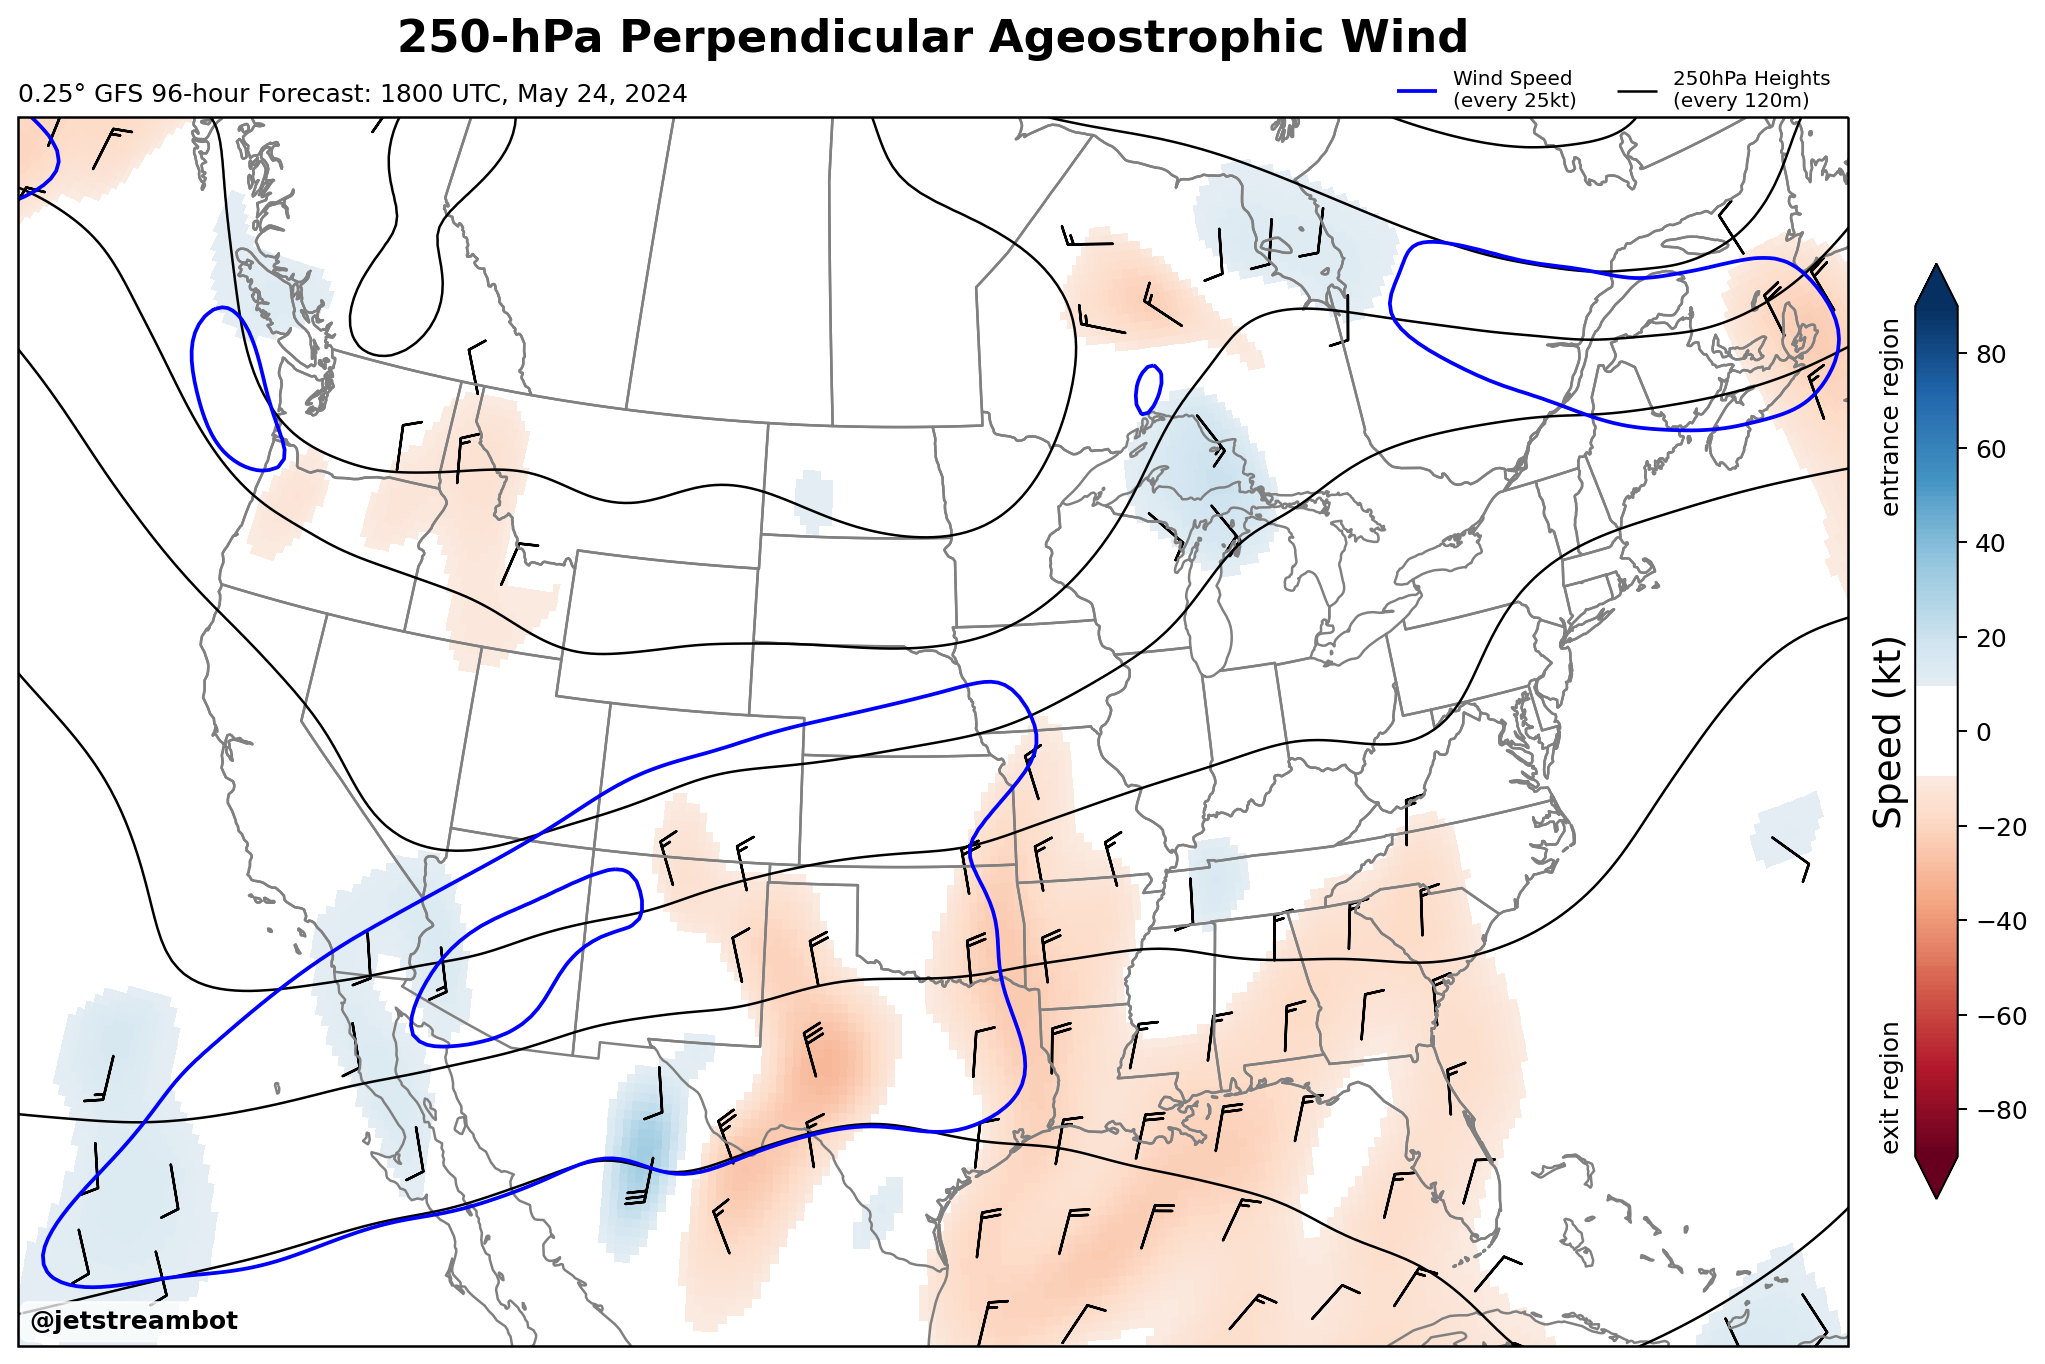 250-hPa Perpendicular Ageostrophic Wind
0.25° GFS 96-hour Forecast: 1800 UTC, May 24, 2024
Wind Speed
(every 25kt)
250hPa Heights
(every 120m)
entrance region
Speed (kt)
exit region
80
60
40
20
0
−20
−40
−60
−80
@jetstreambot